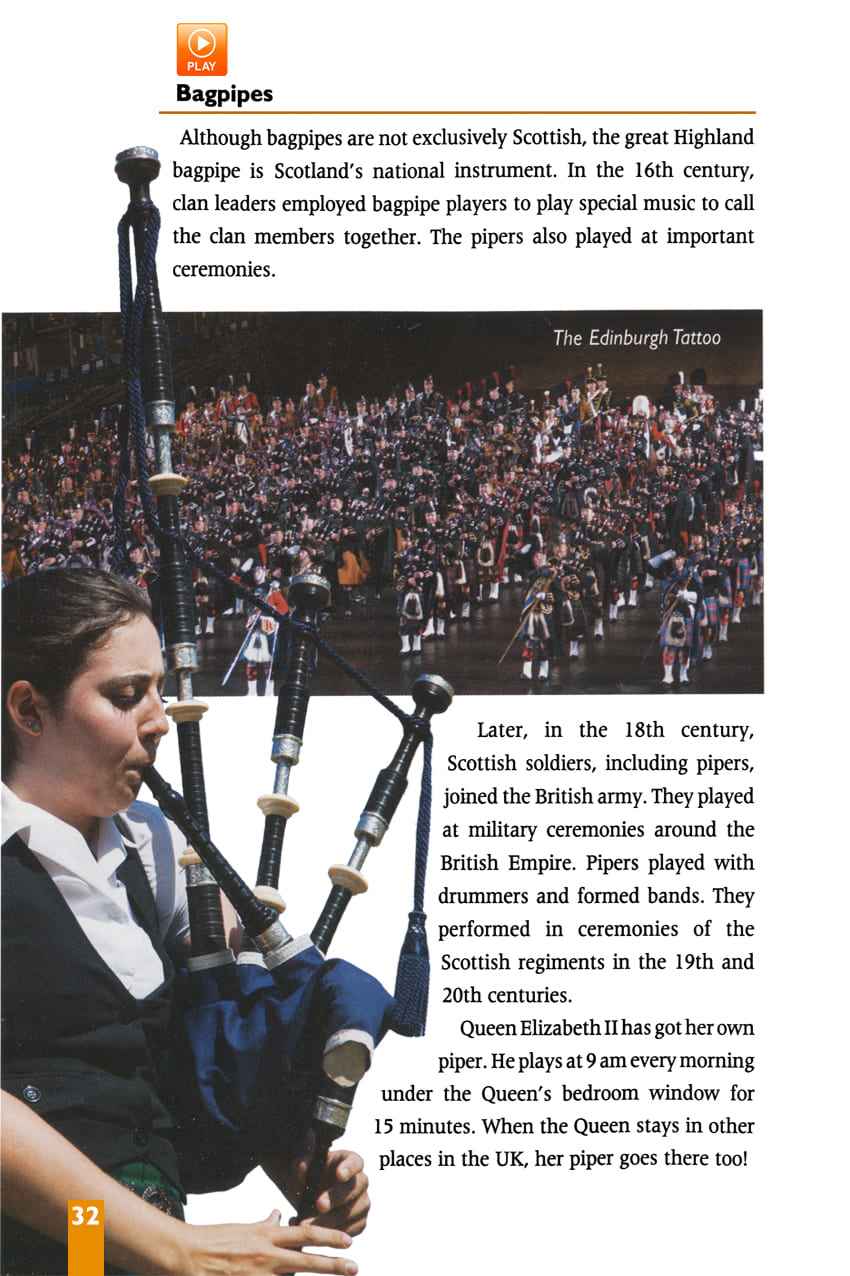 PLAY
Bagpipes
Although bagpipes are not exclusively Scottish, the great Highland
bagpipe is Scotland's national instrument. In the 16th century,
clan leaders employed bagpipe players to play special music to call
the clan members together. The pipers also played at important
ceremonies.
The Edinburgh Tattoo
Later, in the 18th century,
Scottish soldiers, including pipers,
joined the British army. They played
at military ceremonies around the
British Empire. Pipers played with
drummers and formed bands. They
performed in ceremonies of the
Scottish regiments in the 19th and
20th centuries.
Queen Elizabeth II has got her own
piper. He plays at 9 am every morning
under the Queen's bedroom window for
15 minutes. When the Queen stays in other
places in the UK, her piper goes there too!
32